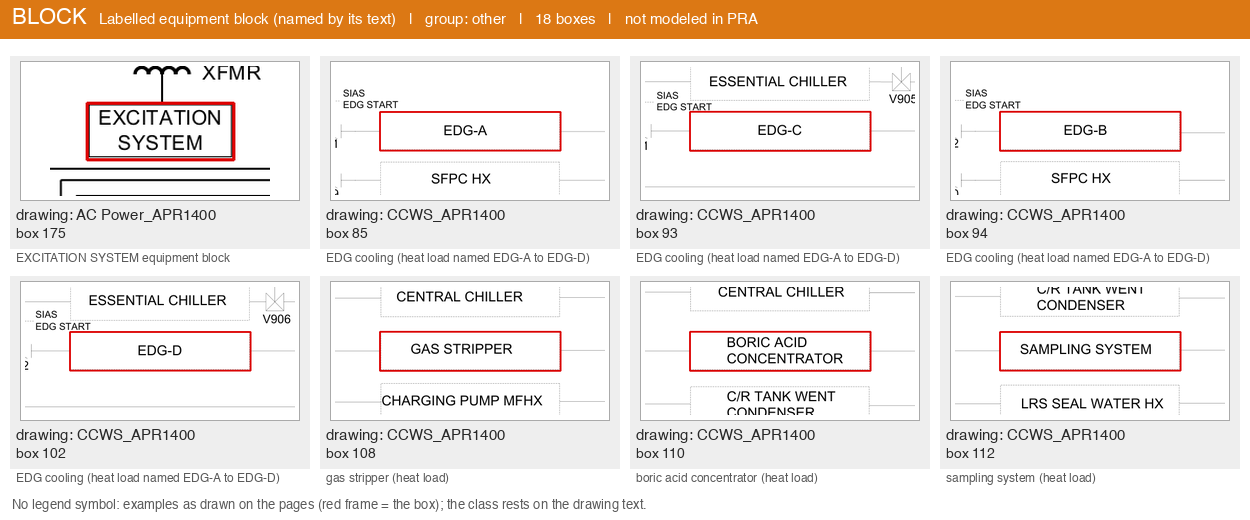 BLOCK Labelled equipment block (named by its text) I group: other I 18 boxes I not modeled in PRA
XFMR
EXCITATION
SYSTEM
drawing: AC Power_APR1400
box 175
EXCITATION SYSTEM equipment block
SIAS
EDG START
EDG-A
1
SFPC HX
drawing: CCWS_APR1400
box 85
EDG cooling (heat load named EDG-A to EDG-D)
ESSENTIAL CHILLER
V905
SIAS
EDG START
EDG-C
1
drawing: CCWS_APR1400
box 93
EDG cooling (heat load named EDG-A to EDG-D)
SIAS
EDG START
EDG-B
2
SFPC HX
drawing: CCWS_APR1400
box 94
EDG cooling (heat load named EDG-A to EDG-D)
ESSENTIAL CHILLER
V906
SIAS
EDG START
EDG-D
2
drawing: CCWS_APR1400
box 102
EDG cooling (heat load named EDG-A to EDG-D)
CENTRAL CHILLER
GAS STRIPPER
CHARGING PUMP MFHX
drawing: CCWS_APR1400
box 108
gas stripper (heat load)
CENTRAL CHILLER
BORIC ACID
CONCENTRATOR
C/R TANK WENT
CONDENSER
drawing: CCWS_APR1400
box 110
boric acid concentrator (heat load)
C/R TANK WENT
CONDENSER
SAMPLING SYSTEM
LRS SEAL WATER HX
drawing: CCWS_APR1400
box 112
sampling system (heat load)
No legend symbol: examples as drawn on the pages (red frame = the box); the class rests on the drawing text.